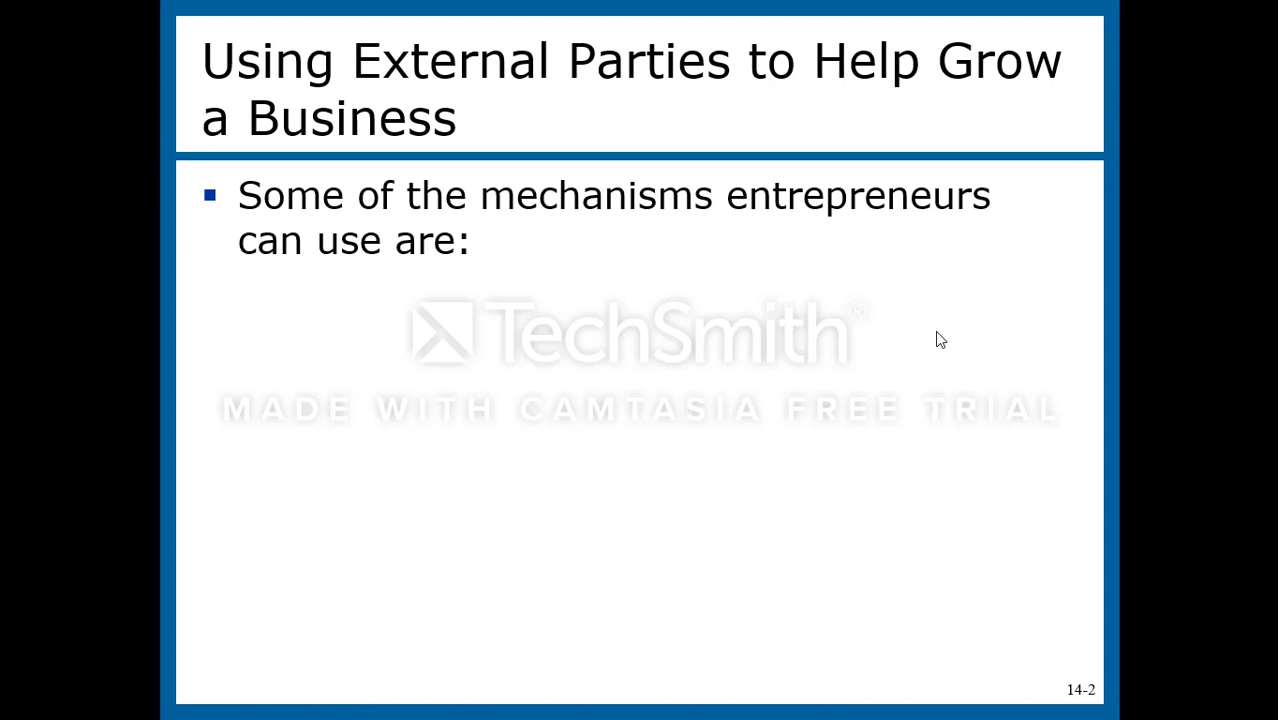 Using External Parties to Help Grow
a Business
Some of the mechanisms entrepreneurs
can use are:
TechSmith®
MADE WITH CAMTASIA FREE TRIAL
14-2